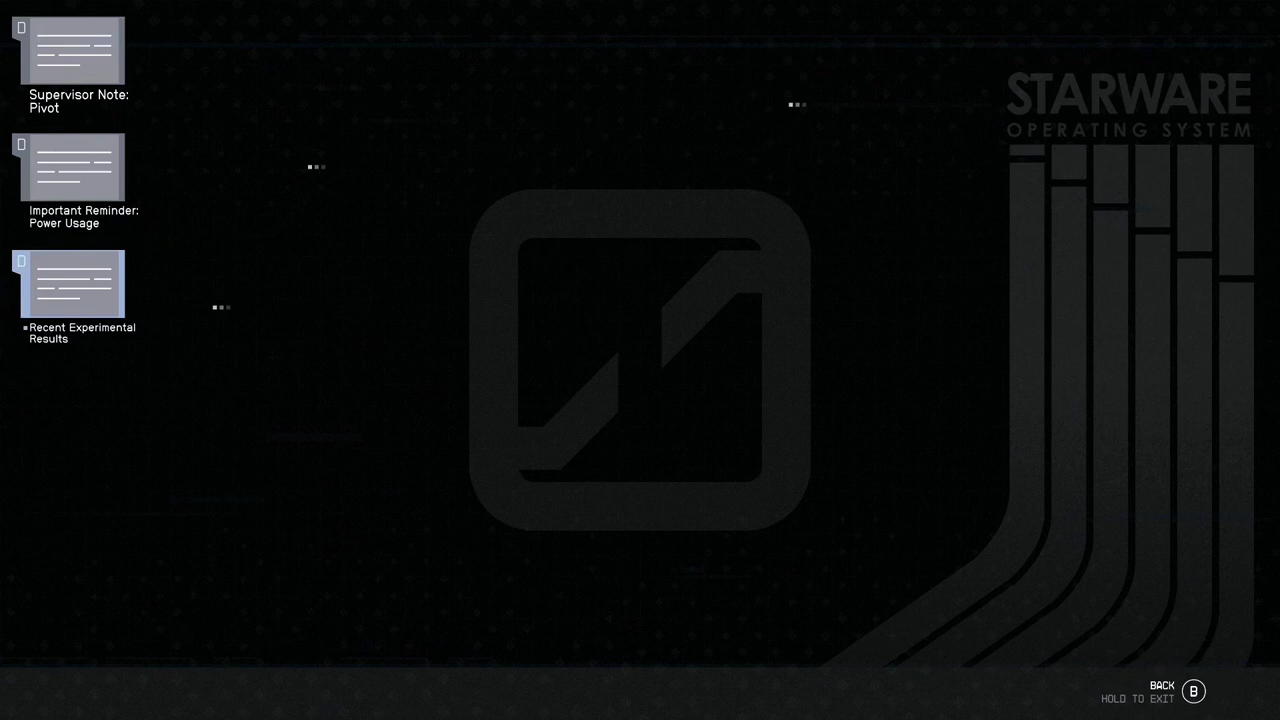 D
Supervisor Note:
Pivot
D
Important Reminder:
Power Usage
D
Recent Experimental
Results
STARWARE
OPERATING SYSTEM
BACK
HOLD TO EXIT
B